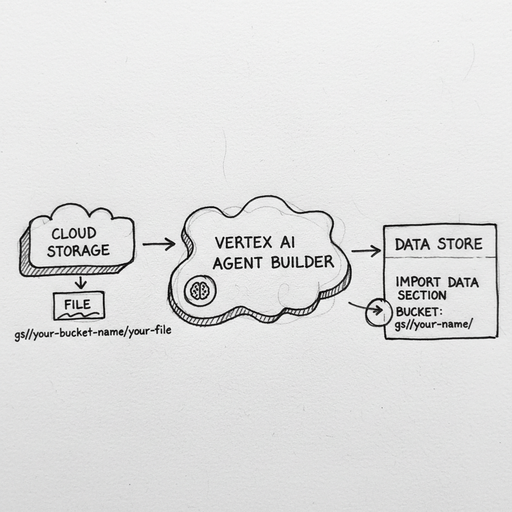 CLOUD
STORAGE
FILE
gs//your-bucket-name/your-file
VERTEX AI
AGENT BUILDER
DATA STORE
IMPORT DATA
SECTION
BUCKET:
gs//your-name/